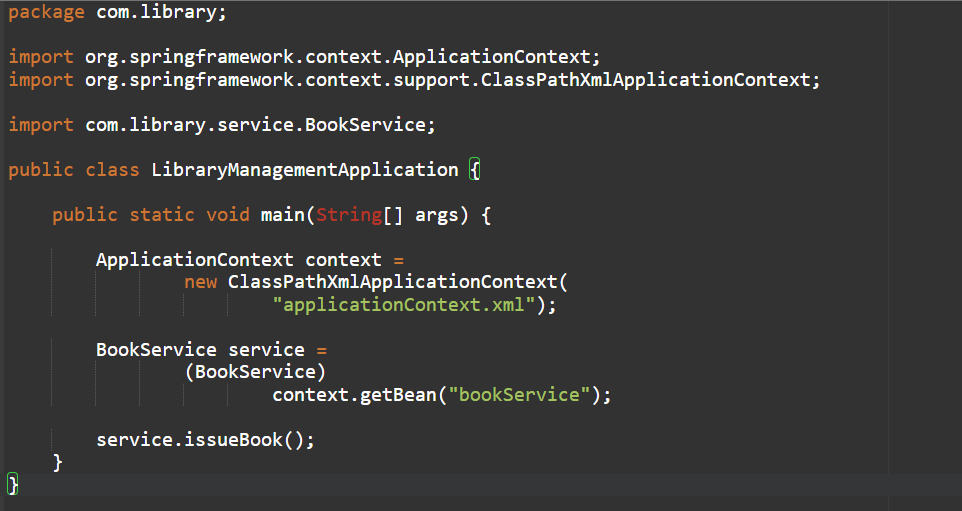 package com.library;
import org.springframework.context.ApplicationContext;
import org.springframework.context.support.ClassPathXmlApplicationContext;
import com.library.service.BookService;
public class LibraryManagementApplication {
public static void main(String[] args) {
ApplicationContext context =
new ClassPathXmlApplicationContext(
"applicationContext.xml");
BookService service =
(BookService)
context.getBean("bookService");
service.issueBook();
}
}